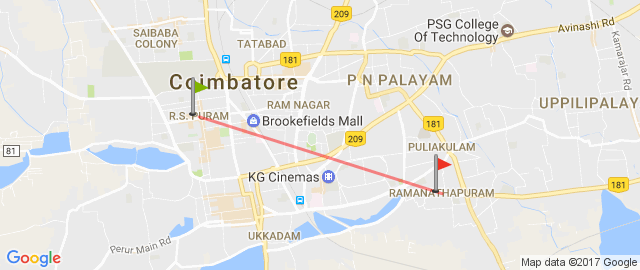 SAIBABA
COLONY
TATABAD
209
PSG College
Of Technology
Avinashi Rd
Kamarajar Rd
181
Coimbatore
P N PALAYAM
RAM NAGAR
UPPILIPALAY
R.S. PURAM
Brookefields Mall
181
209
PULIAKULAM
81
KG Cinemas
RAMANATHAPURAM
181
UKKADAM
Perur Main Rd
Google
Map data ©2017 Google